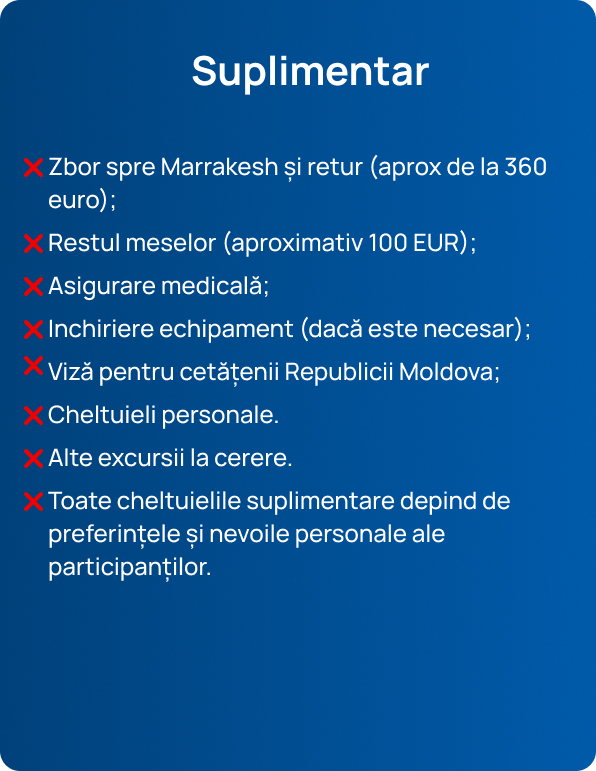 Suplimentar
❌ Zbor spre Marrakesh și retur (aprox de la 360
euro);
❌ Restul meselor (aproximativ 100 EUR);
❌ Asigurare medicală;
❌ Inchiriere echipament (dacă este necesar);
❌ Viză pentru cetățenii Republicii Moldova;
❌ Cheltuieli personale.
❌ Alte excursii la cerere.
❌ Toate cheltuielile suplimentare depind de
preferințele și nevoile personale ale
participanților.